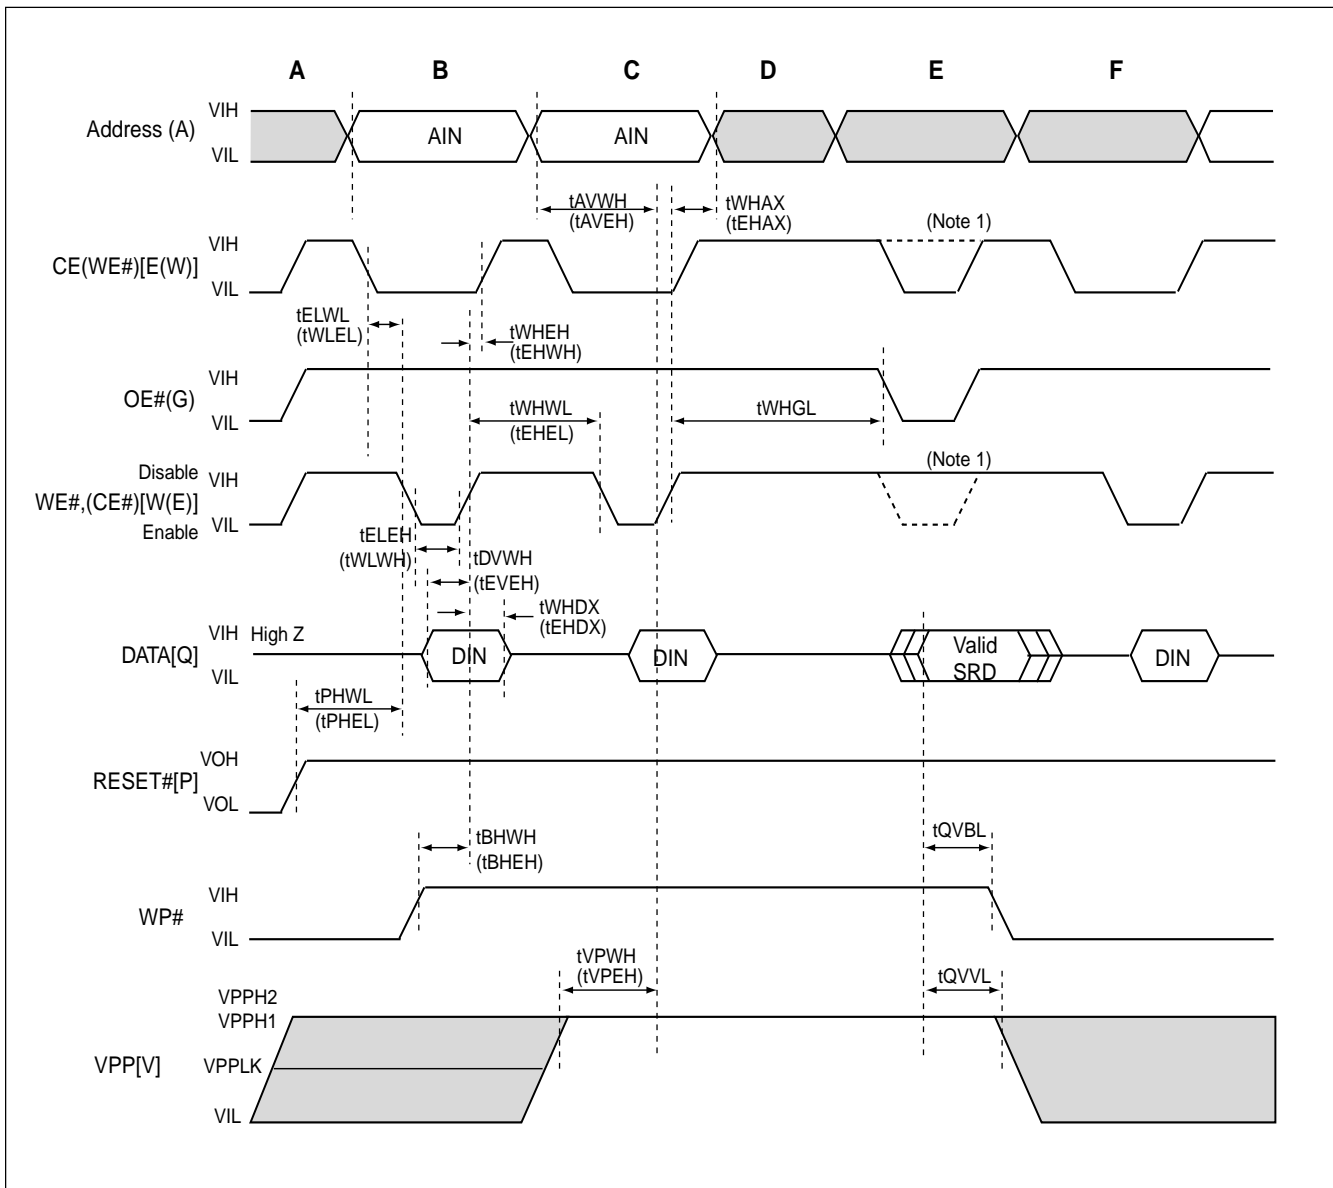 A B C D E F
Address (A)
VIH
VIL
AIN AIN
tAVWH
(tAVEH)
tWHAX
(tEHAX)
(Note 1)
CE(WE#)[E(W)]
VIH
VIL
tELWL
(tWLEL)
tWHEH
(tEHWH)
OE#(G)
VIH
VIL
tWHWL
(tEHEL)
tWHGL
Disable
VIH
WE#,(CE#)[W(E)]
VIL
Enable
(Note 1)
tELEH
(tWLWH)
tDVWH
(tEVEH)
tWHDX
(tEHDX)
DATA[Q]
VIH
VIL
High Z
DIN
DIN
Valid
SRD
DIN
tPHWL
(tPHEL)
RESET#[P]
VOH
VOL
tBHWH
(tBHEH)
tQVBL
WP#
VIH
VIL
tVPWH
(tVPEH)
tQVVL
VPPH2
VPPH1
VPP[V]
VPPLK
VIL